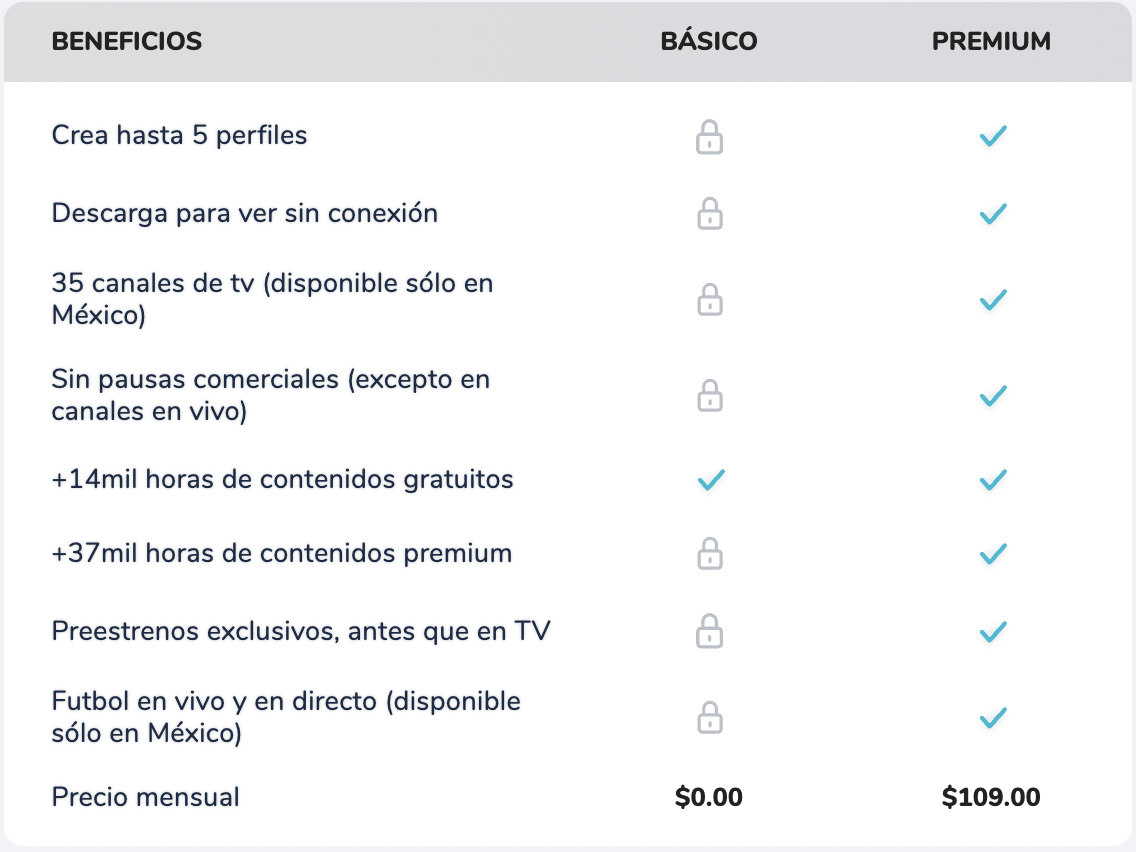 BENEFICIOS BÁSICO PREMIUM
Crea hasta 5 perfiles
Descarga para ver sin conexión
35 canales de tv (disponible sólo en
México)
Sin pausas comerciales (excepto en
canales en vivo)
+14mil horas de contenidos gratuitos
+37mil horas de contenidos premium
Preestrenos exclusivos, antes que en TV
Futbol en vivo y en directo (disponible
sólo en México)
Precio mensual $0.00 $109.00